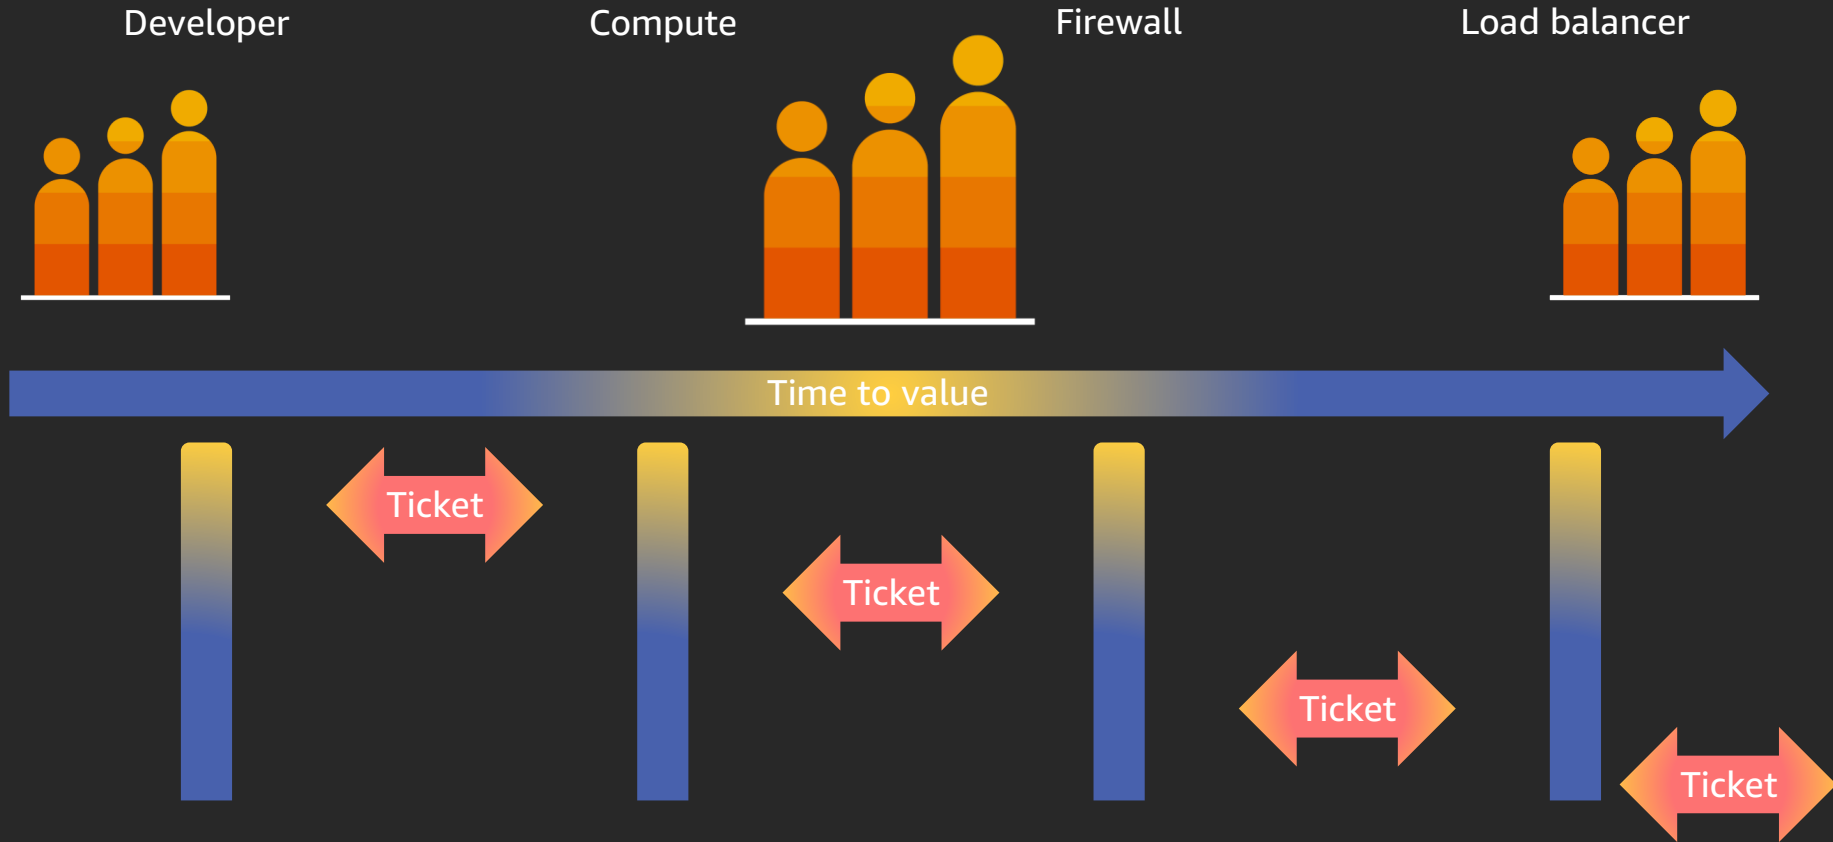 Developer
Compute
Firewall
Load balancer
Time to value
Ticket
Ticket
Ticket
Ticket